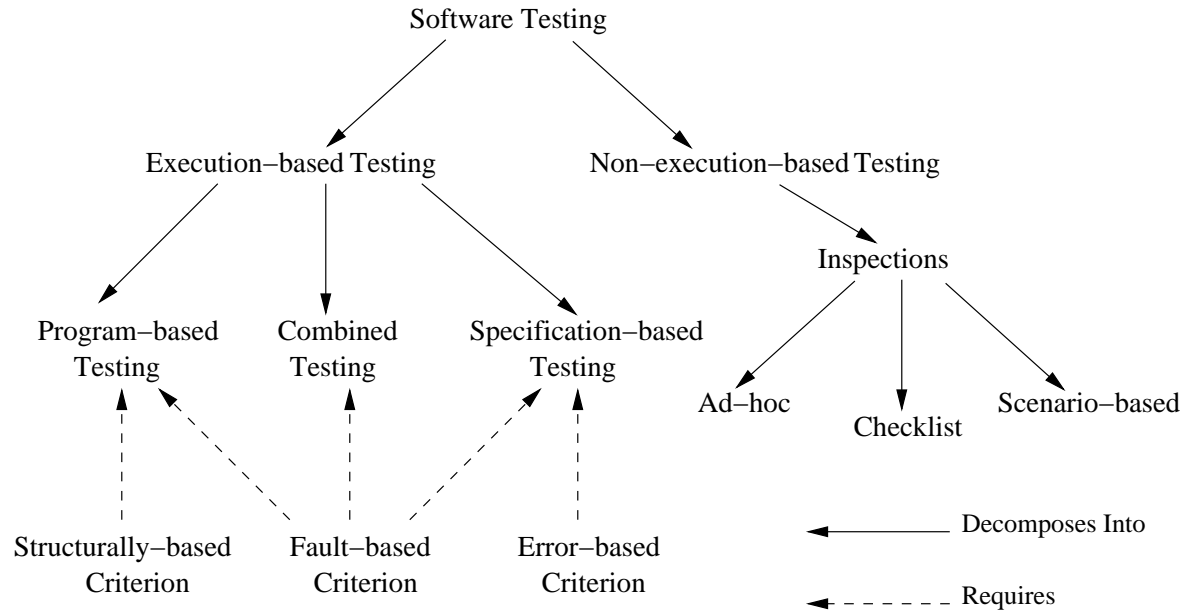 Software Testing
Execution−based Testing
Non−execution−based Testing
Inspections
Program−based
Testing
Combined
Testing
Specification−based
Testing
Ad−hoc
Checklist
Scenario−based
Structurally−based
Criterion
Fault−based
Criterion
Error−based
Criterion
Decomposes Into
Requires